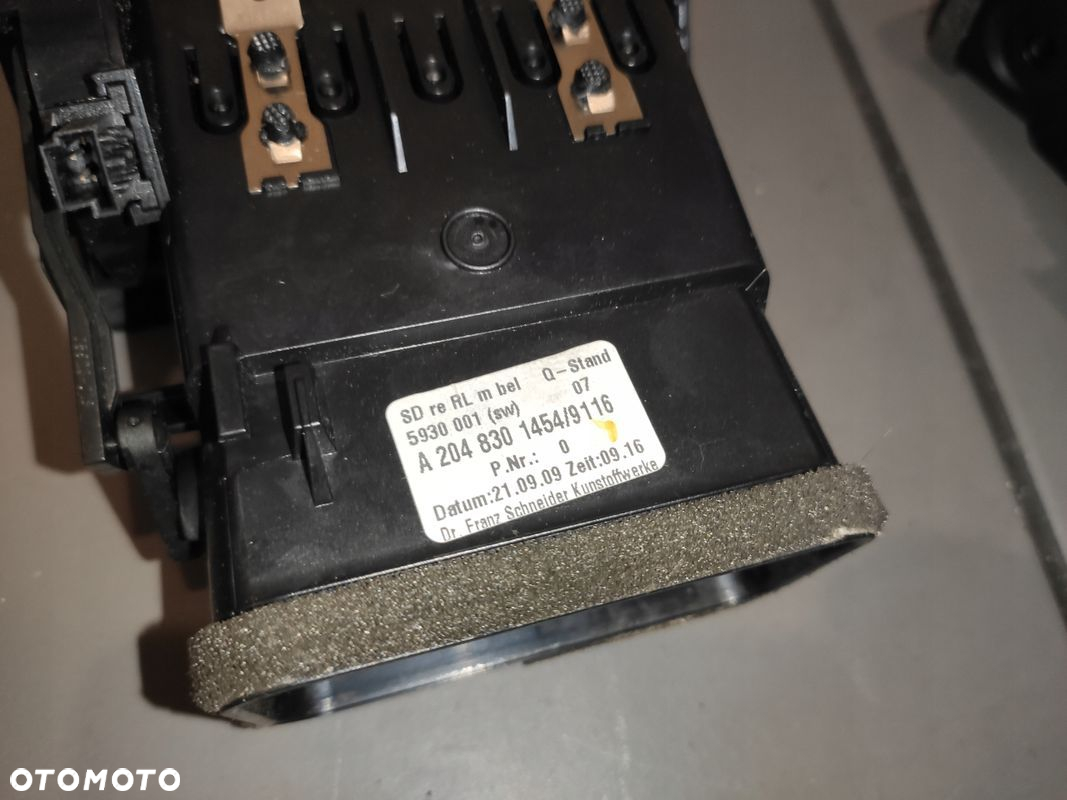 SD re RL m bel Q-Stand
5930 001 (sw) 07
A 204 830 1454/9116
P.Nr.: 0
Datum:21.09.09 Zeit:09.16
Dr. Franz Schneider Kunstoffwerke
OTOMOTO